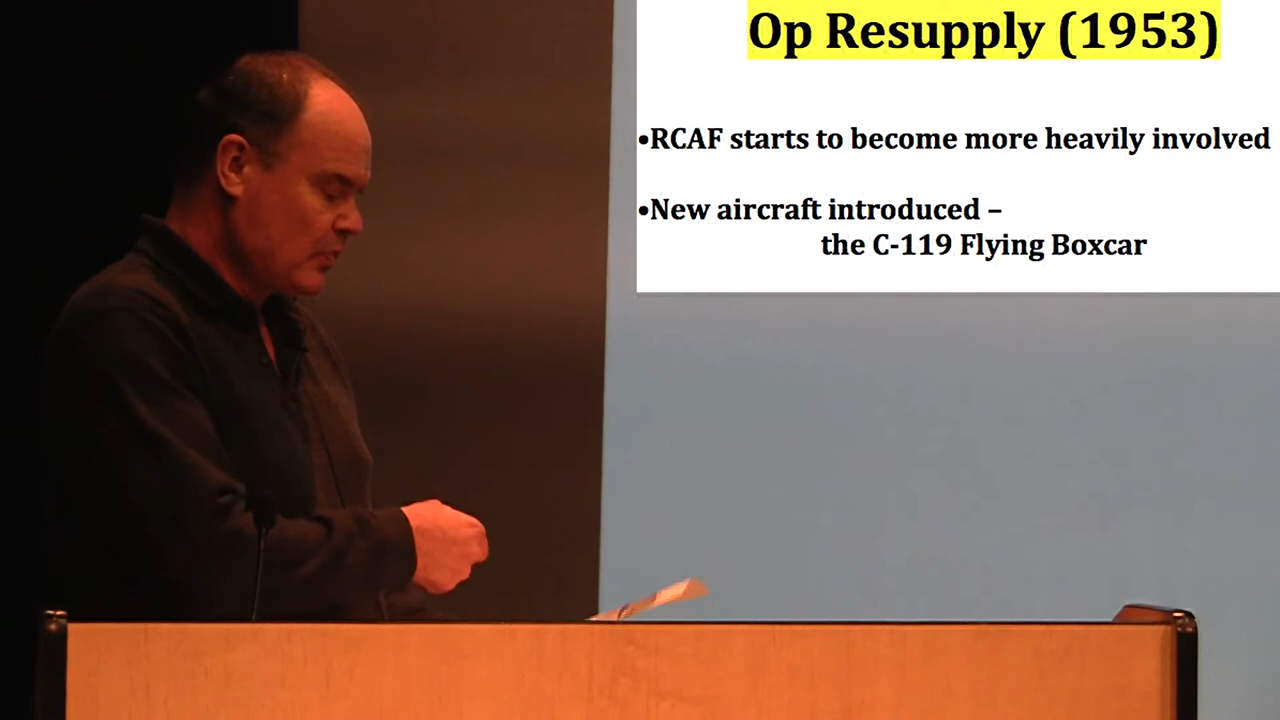 Op Resupply (1953)
•RCAF starts to become more heavily involved
•New aircraft introduced –
the C-119 Flying Boxcar